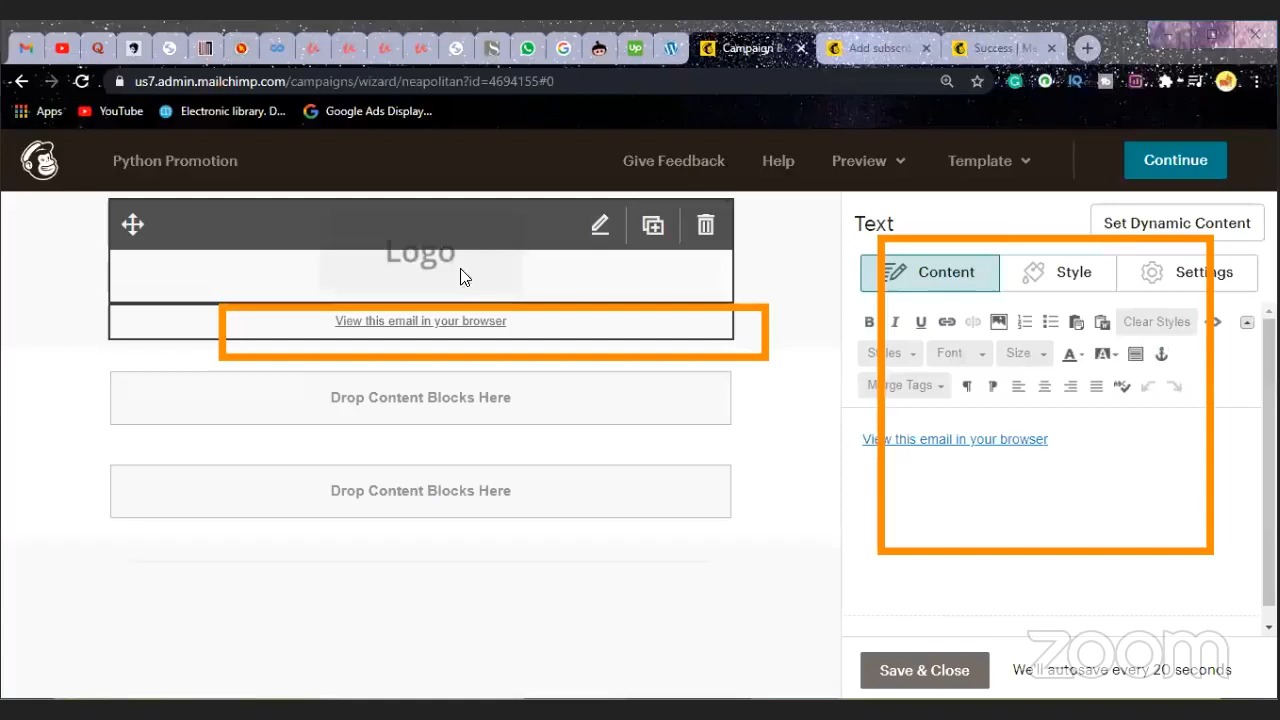 Campaign B
Add subscr
Success | Ma
us7.admin.mailchimp.com/campaigns/wizard/neapolitan?id=4694155#0
Apps
YouTube
Electronic library. D...
Google Ads Display...
Python Promotion
Give Feedback
Help
Preview
Template
Continue
Logo
View this email in your browser
Drop Content Blocks Here
Drop Content Blocks Here
Text
Set Dynamic Content
Content
Style
Settings
B I U
Clear Styles
Styles
Font
Size
A A
Merge Tags
View this email in your browser
Save & Close
We'll autosave every 20 seconds
zoom